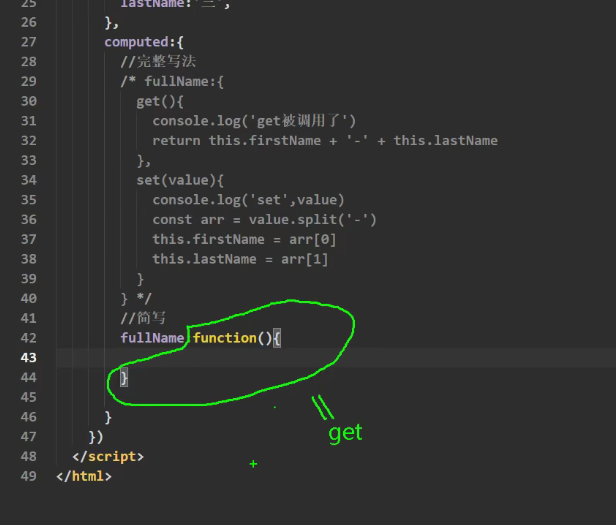 25 lastName:'三',
26 },
27 computed:{
28 //完整写法
29 /* fullName:{
30 get(){
31 console.log('get被调用了')
32 return this.firstName + '-' + this.lastName
33 },
34 set(value){
35 console.log('set',value)
36 const arr = value.split('-')
37 this.firstName = arr[0]
38 this.lastName = arr[1]
39 }
40 } */
41 //简写
42 fullName function(){
43
44 }
45
46 }
47 })
48 </script>
49 </html>
get